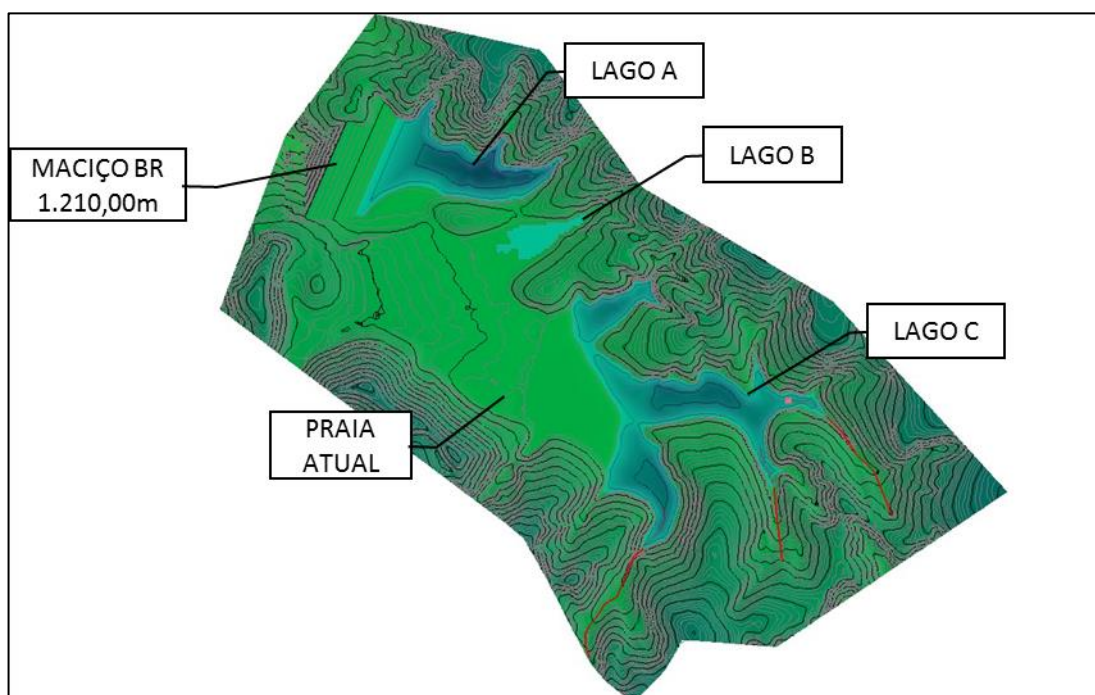 LAGO A
LAGO B
MACIÇO BR
1.210,00m
LAGO C
PRAIA
ATUAL